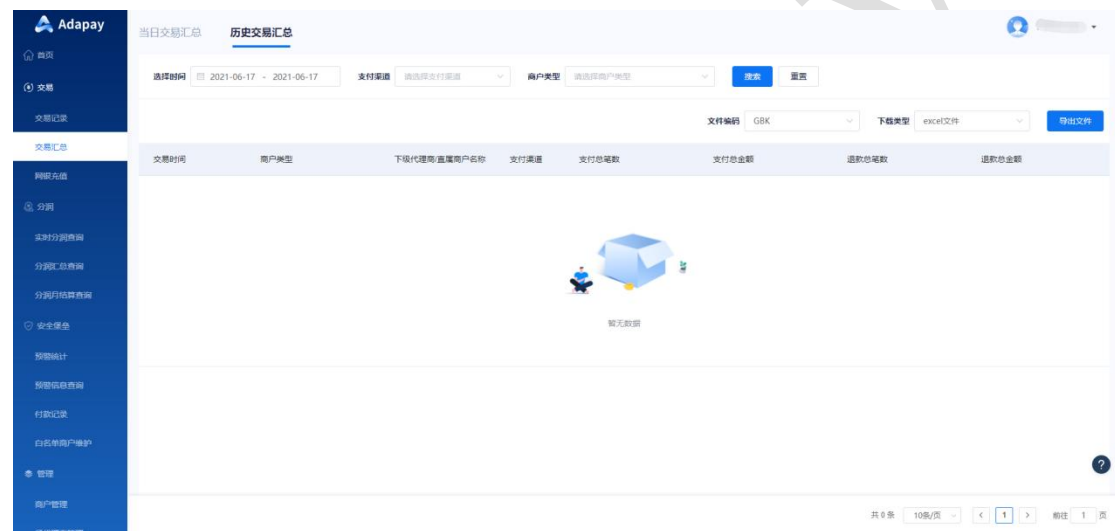 Adapay
首页
交易
交易记录
交易汇总
网银充值
分润
实时分润查询
分润汇总查询
分润月结算查询
安全堡垒
预警统计
预警信息查询
付款记录
白名单商户维护
管理
商户管理
当日交易汇总 历史交易汇总
选择时间 2021-06-17 - 2021-06-17 支付渠道 请选择支付渠道 商户类型 请选择商户类型 搜索 重置
文件编码 GBK 下载类型 excel文件 导出文件
交易时间 商户类型 下级代理商/直属商户名称 支付渠道 支付总笔数 支付总金额 退款总笔数 退款总金额
暂无数据
?
共 0 条 10条/页 < 1 > 前往 1 页